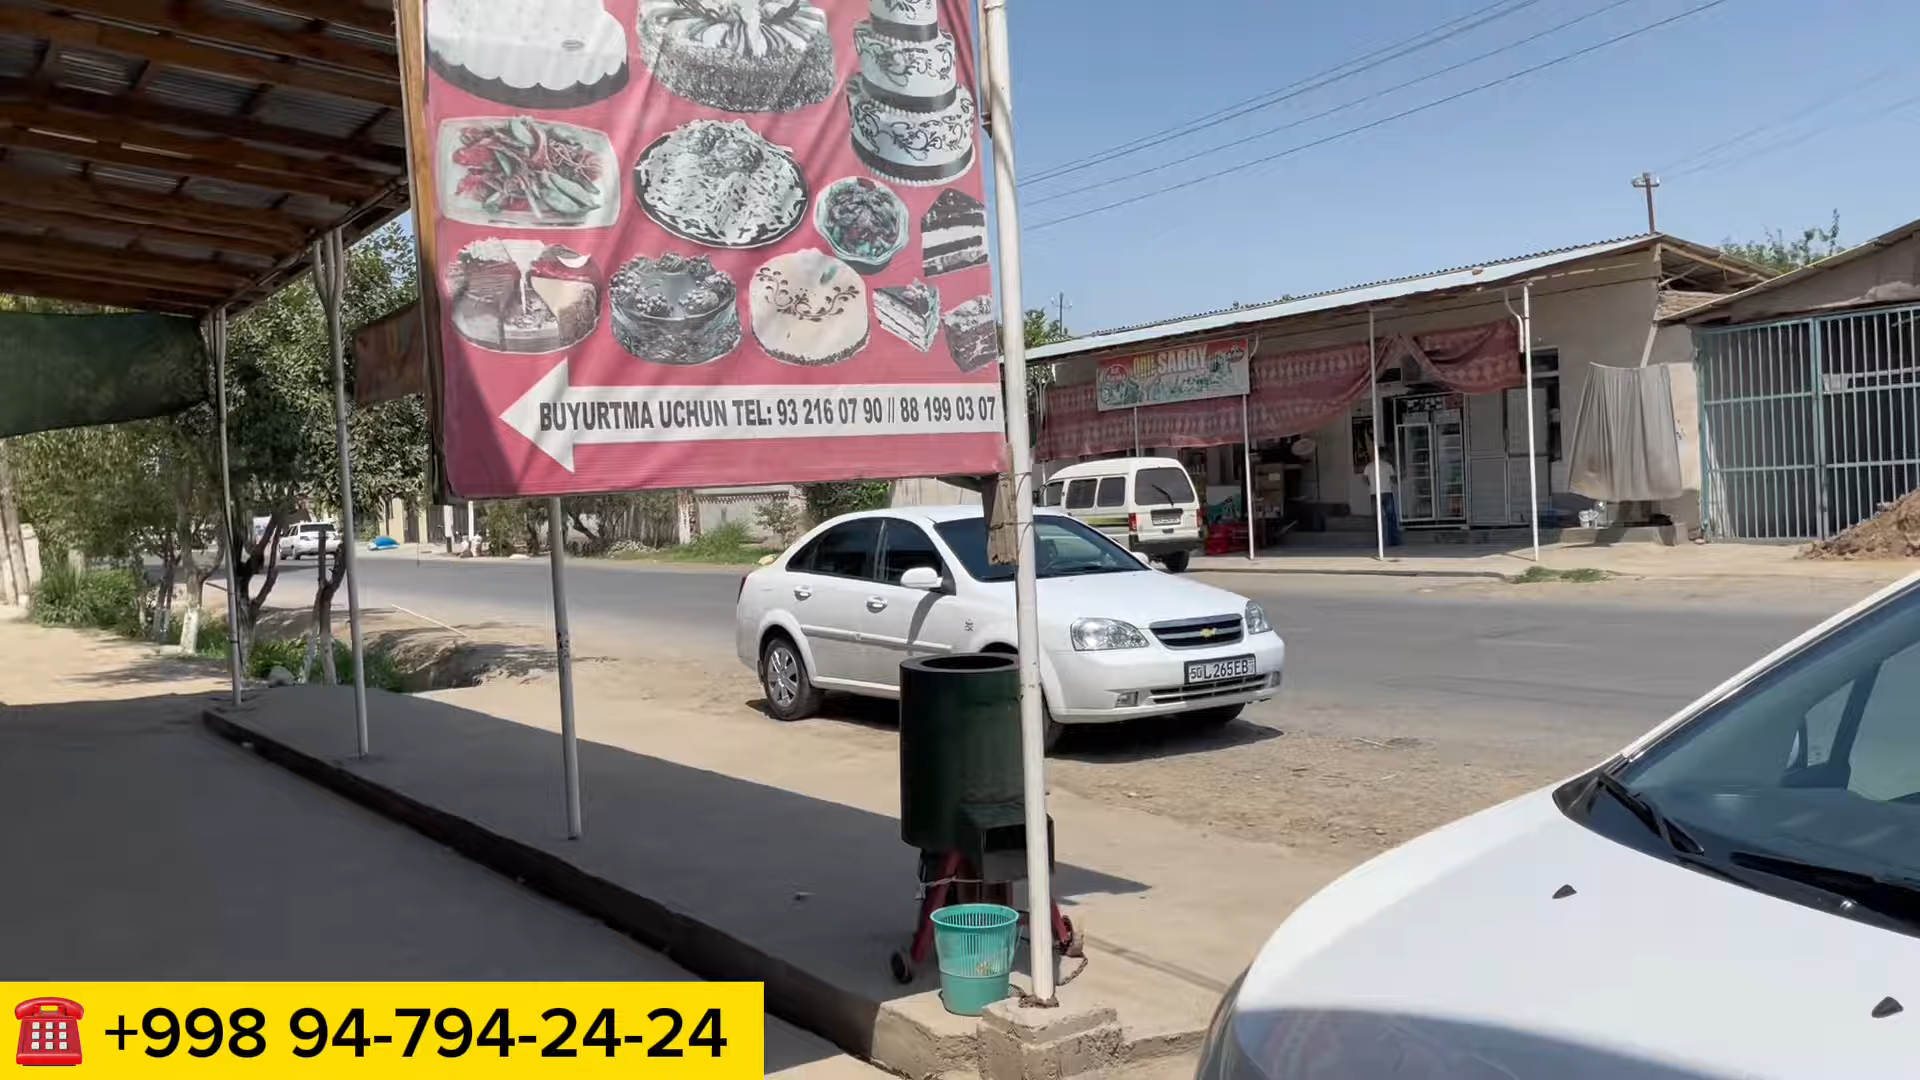 BUYURTMA UCHUN TEL: 93 216 07 90 // 88 199 03 07
SAROY
50 L 265 EB
+998 94-794-24-24